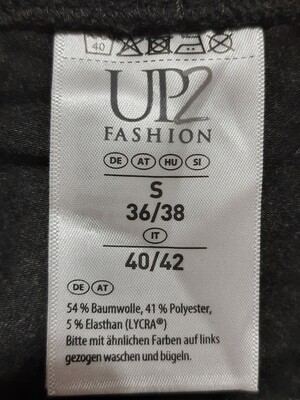 40
UP2
FASHION
DE AT HU SI
S
36/38
IT
40/42
DE AT
54 % Baumwolle, 41 % Polyester,
5 % Elasthan (LYCRA®)
Bitte mit ähnlichen Farben auf links
gezogen waschen und bügeln.